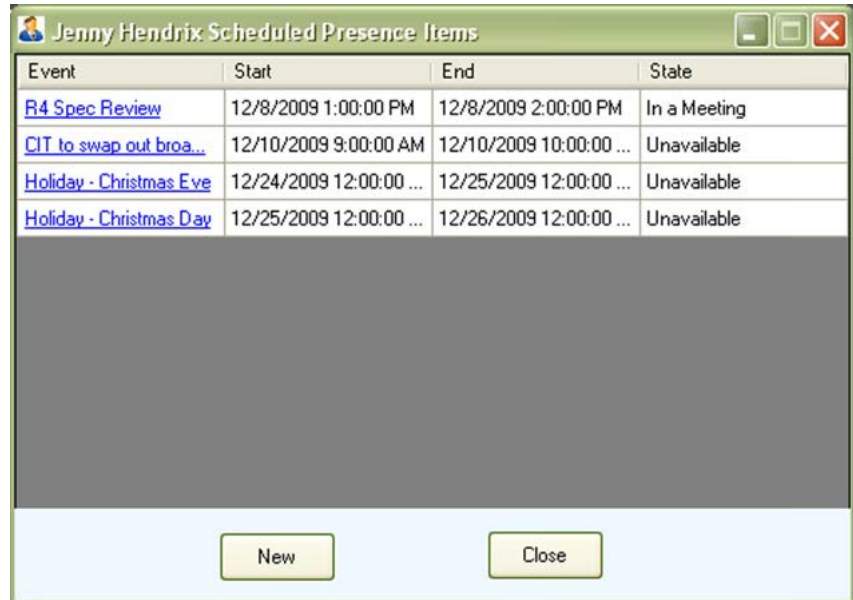 Jenny Hendrix Scheduled Presence Items
Event Start End State
R4 Spec Review 12/8/2009 1:00:00 PM 12/8/2009 2:00:00 PM In a Meeting
CIT to swap out broa... 12/10/2009 9:00:00 AM 12/10/2009 10:00:00 ... Unavailable
Holiday - Christmas Eve 12/24/2009 12:00:00 ... 12/25/2009 12:00:00 ... Unavailable
Holiday - Christmas Day 12/25/2009 12:00:00 ... 12/26/2009 12:00:00 ... Unavailable
New Close